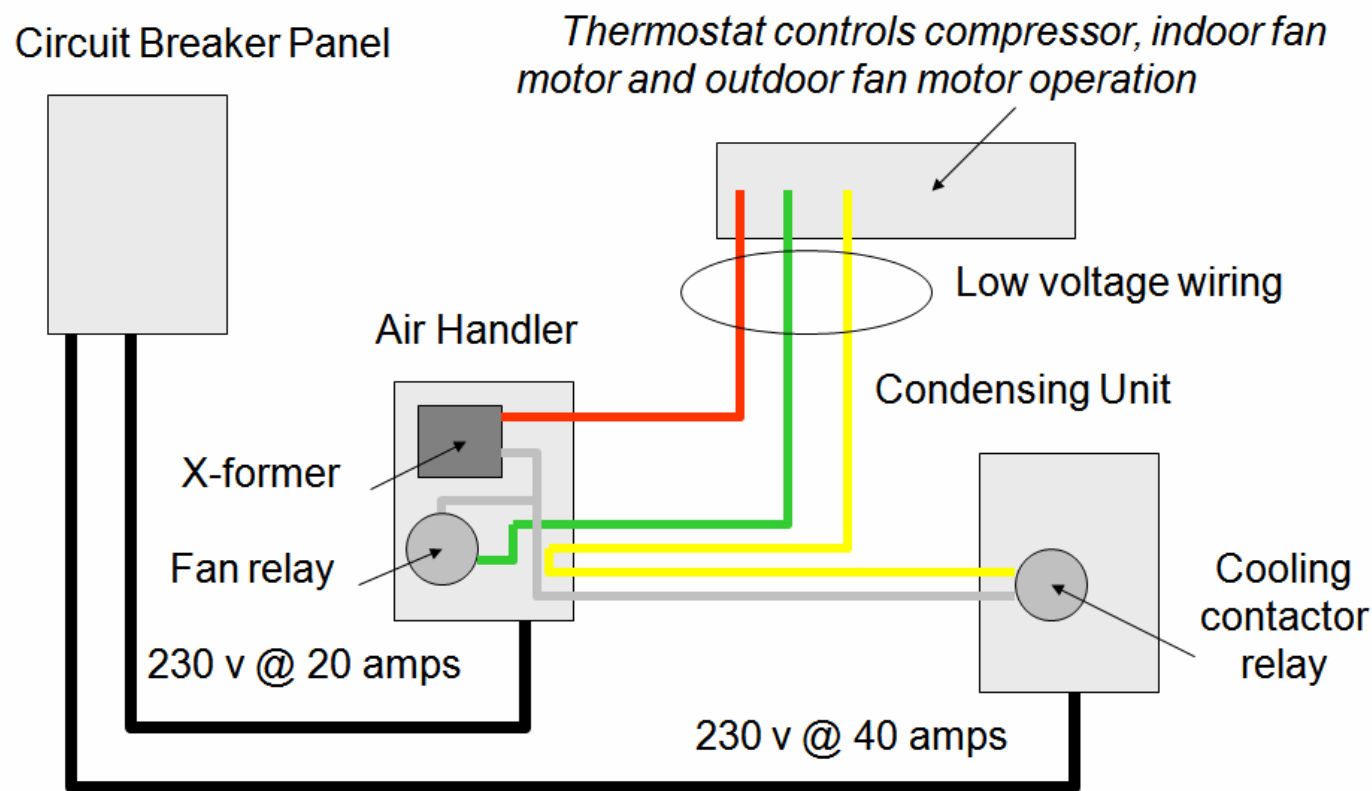 Circuit Breaker Panel
Thermostat controls compressor, indoor fan
motor and outdoor fan motor operation
Low voltage wiring
Air Handler
Condensing Unit
X-former
Fan relay
Cooling
contactor
relay
230 v @ 20 amps
230 v @ 40 amps